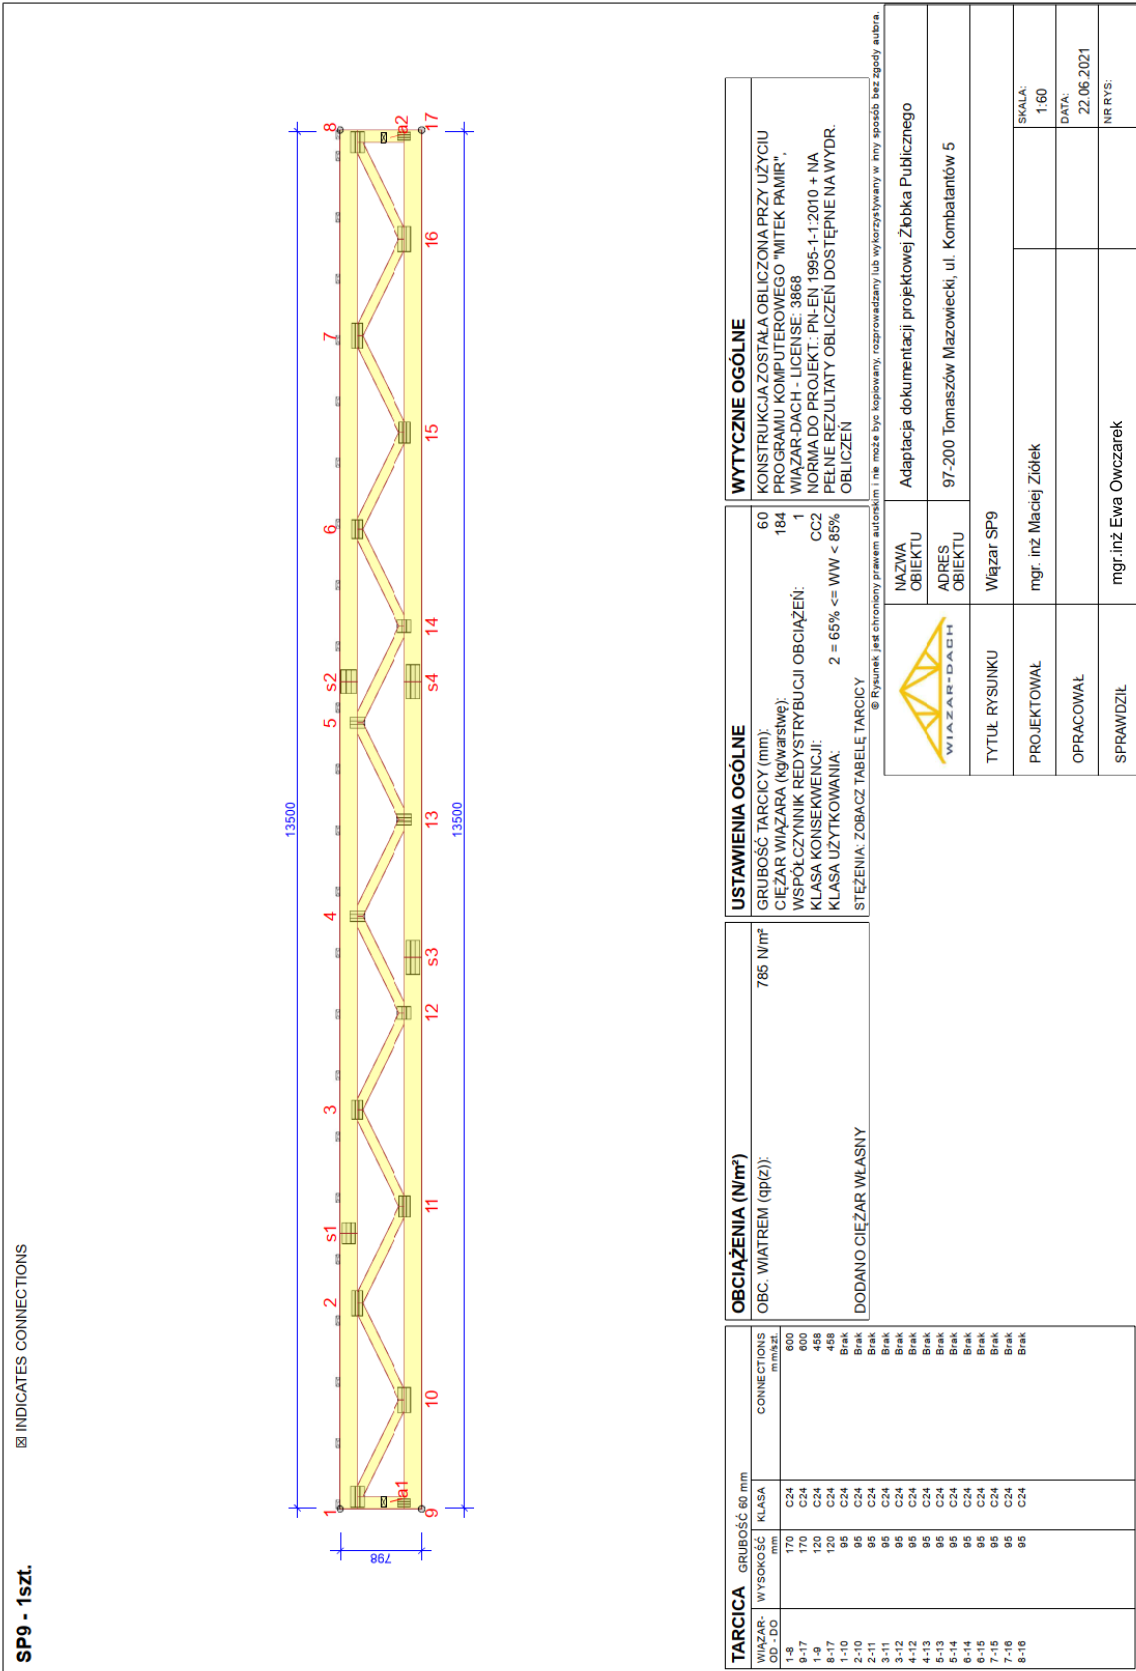 SP9 - 1szt.
☒ INDICATES CONNECTIONS
13500
1
2
s1
3
4
5
s2
6
7
8
798
a1
a2
9
10
11
12
s3
13
14
s4
15
16
17
13500
TARCICA GRUBOŚĆ 60 mm
WIĄZAR- WYSOKOŚĆ KLASA CONNECTIONS
OD - DO mm mm/szt.
1-8 170 C24 600
9-17 170 C24 600
1-9 120 C24 458
8-17 120 C24 458
1-10 95 C24 Brak
2-10 95 C24 Brak
2-11 95 C24 Brak
3-11 95 C24 Brak
3-12 95 C24 Brak
4-12 95 C24 Brak
4-13 95 C24 Brak
5-13 95 C24 Brak
5-14 95 C24 Brak
6-14 95 C24 Brak
6-15 95 C24 Brak
7-15 95 C24 Brak
7-16 95 C24 Brak
8-16 95 C24 Brak
OBCIĄŻENIA (N/m²)
OBC. WIATREM (qp(z)): 785 N/m²
DODANO CIĘŻAR WŁASNY
USTAWIENIA OGÓLNE
GRUBOŚĆ TARCICY (mm): 60
CIĘŻAR WIĄZARA (kg/warstwę): 184
WSPÓŁCZYNNIK REDYSTRYBUCJI OBCIĄŻEŃ: 1
KLASA KONSEKWENCJI: CC2
KLASA UŻYTKOWANIA: 2 = 65% <= WW < 85%
STĘŻENIA: ZOBACZ TABELĘ TARCICY
WYTYCZNE OGÓLNE
KONSTRUKCJA ZOSTAŁA OBLICZONA PRZY UŻYCIU
PROGRAMU KOMPUTEROWEGO "MITEK PAMIR",
WIĄZAR-DACH - LICENSE: 3868
NORMA DO PROJEKT.: PN-EN 1995-1-1:2010 + NA
PEŁNE REZULTATY OBLICZEŃ DOSTĘPNE NA WYDR.
OBLICZEŃ
© Rysunek jest chroniony prawem autorskim i nie może być kopiowany, rozprowadzany lub wykorzystywany w inny sposób bez zgody autora.
WIĄZAR-DACH
NAZWA
OBIEKTU
Adaptacja dokumentacji projektowej Żłobka Publicznego
ADRES
OBIEKTU
97-200 Tomaszów Mazowiecki, ul. Kombatantów 5
TYTUŁ RYSUNKU
Wiązar SP9
PROJEKTOWAŁ
mgr. inż Maciej Ziółek
SKALA:
1:60
OPRACOWAŁ
DATA:
22.06.2021
SPRAWDZIŁ
mgr.inż Ewa Owczarek
NR RYS: